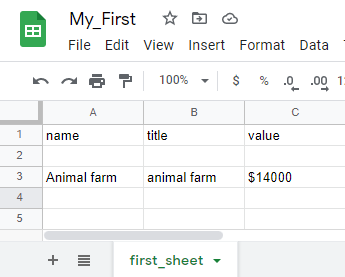 My_First
File Edit View Insert Format Data
100% $ % .0 .00
A B C
1 name title value
2
3 Animal farm animal farm $14000
4
5
+ first_sheet